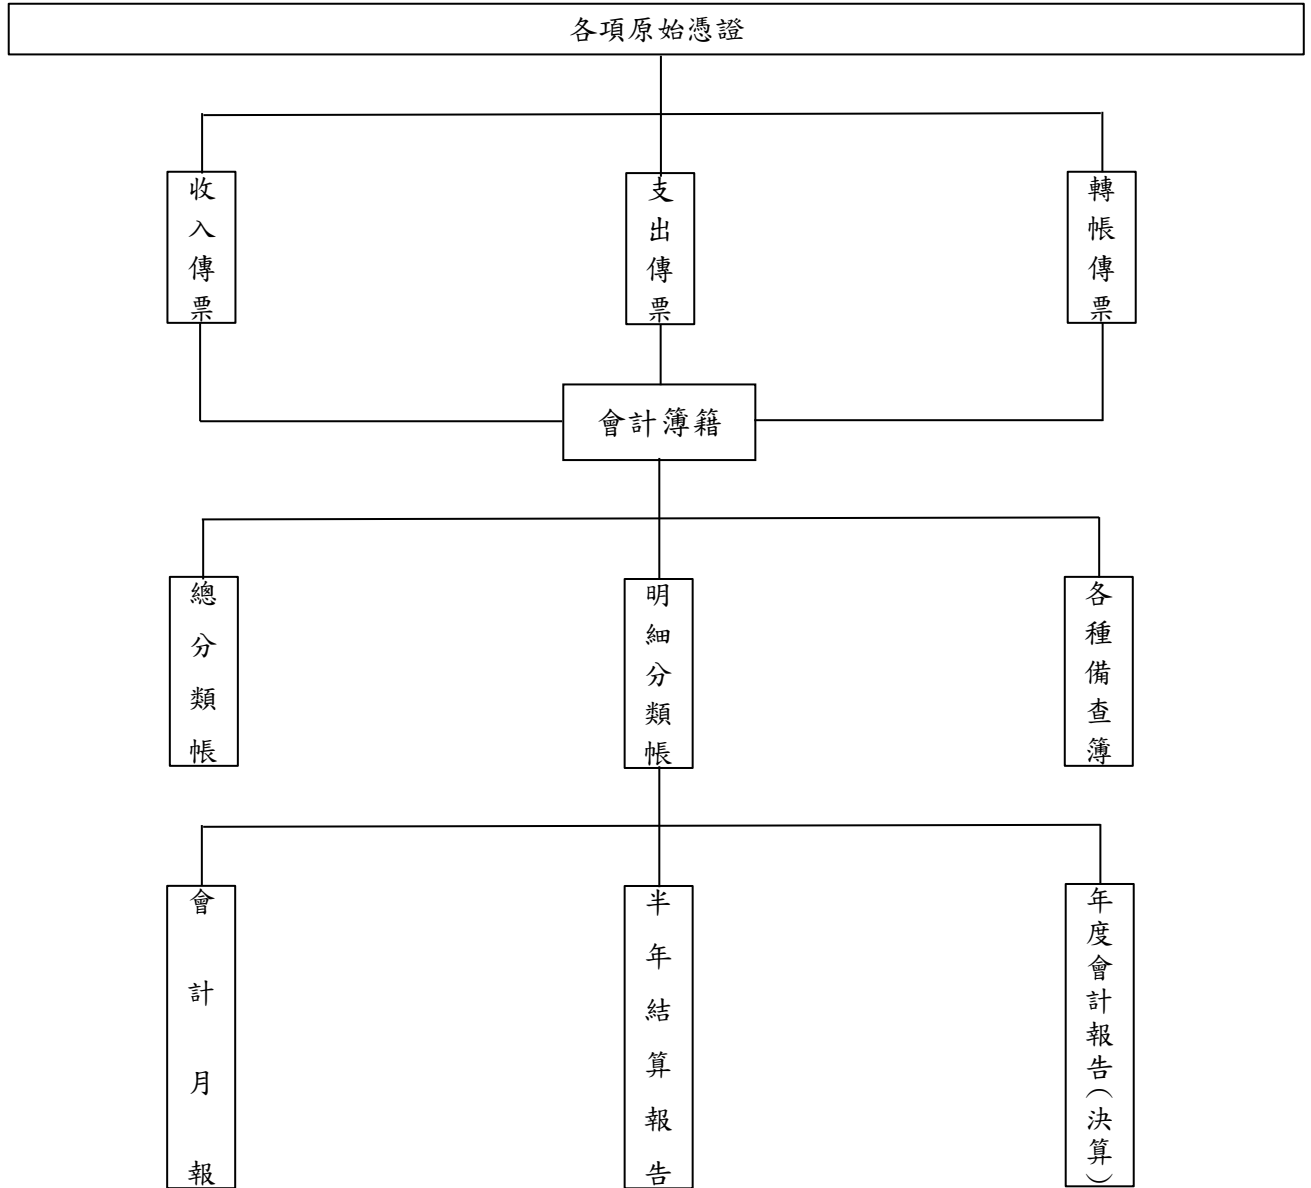 各項原始憑證
收入傳票
支出傳票
轉帳傳票
會計簿籍
總分類帳
明細分類帳
各種備查簿
會計月報
半年結算報告
年度會計報告(決算)